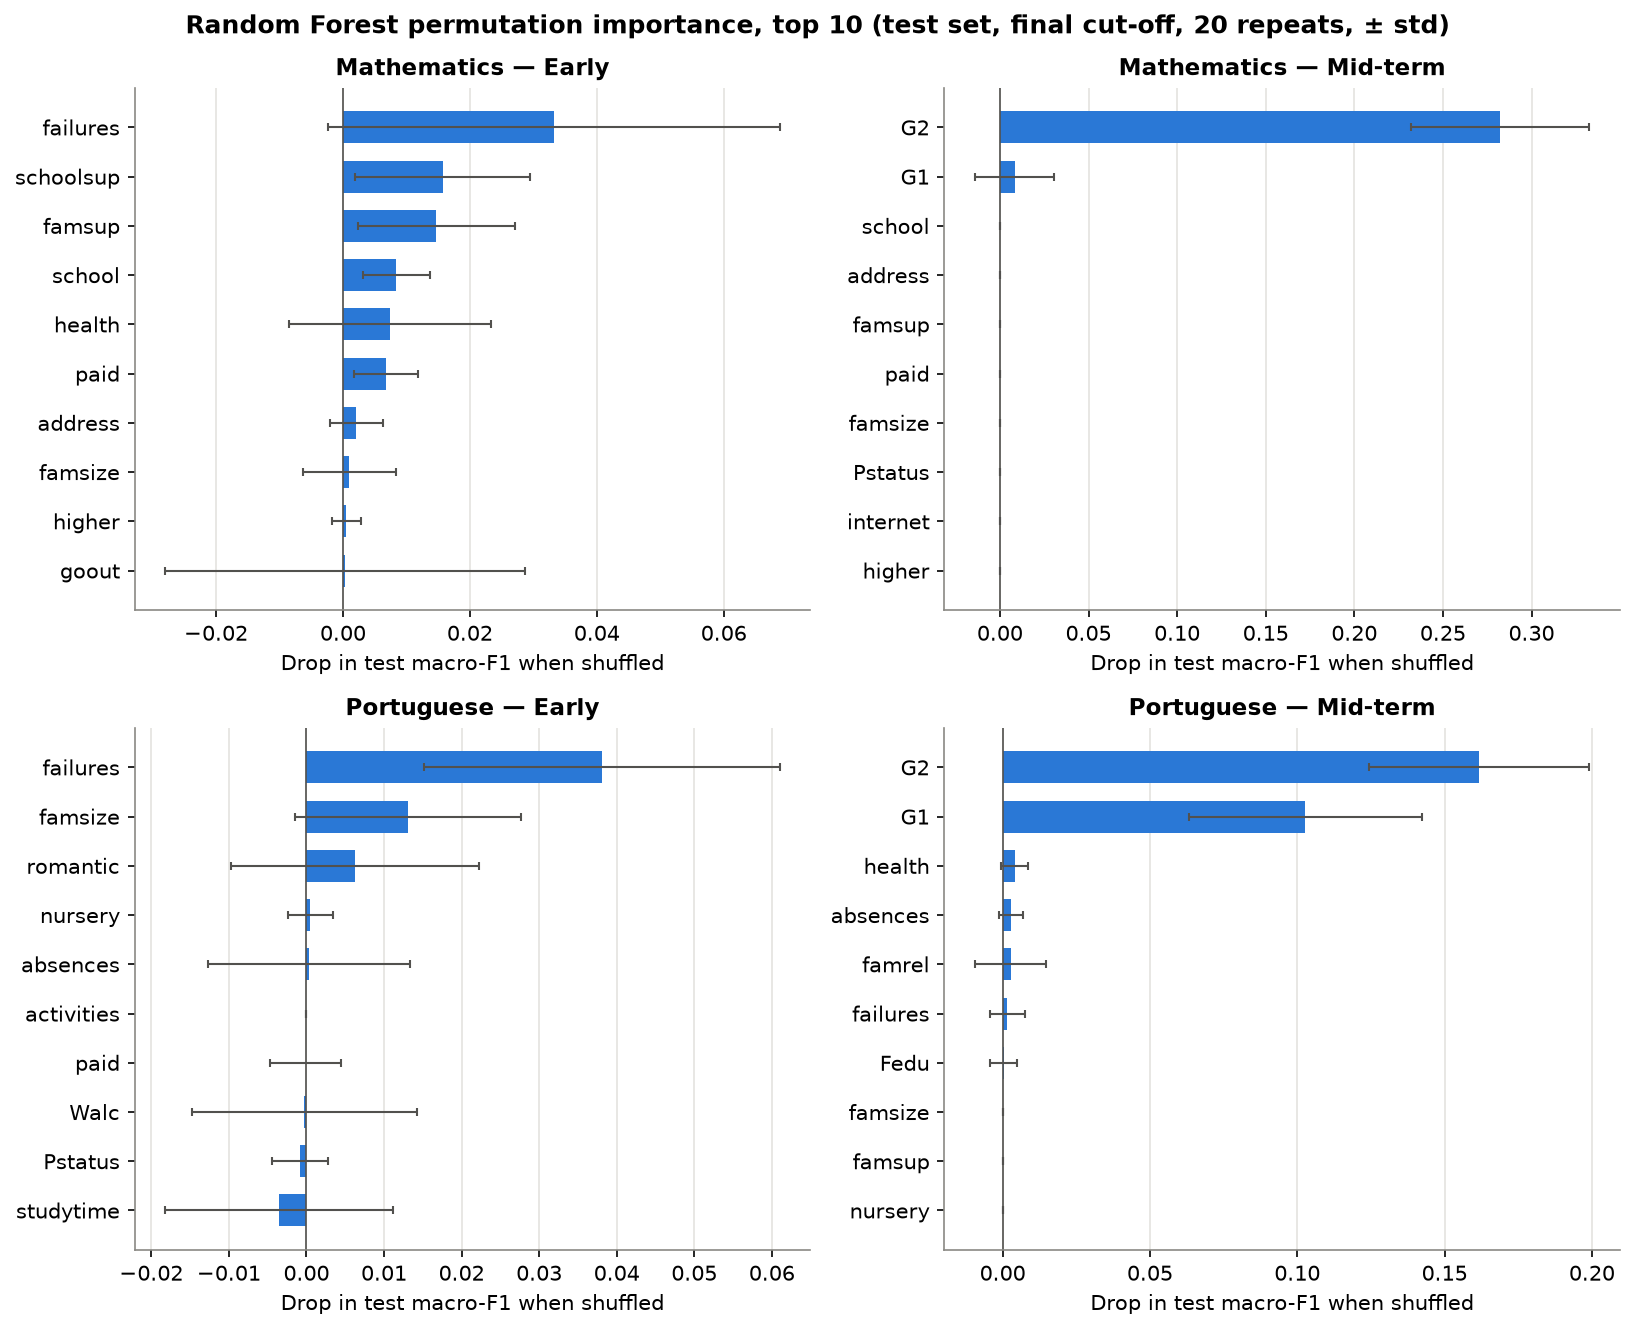 Random Forest permutation importance, top 10 (test set, final cut-off, 20 repeats, ± std)
Mathematics — Early
failures
schoolsup
famsup
school
health
paid
address
famsize
higher
goout
−0.02 0.00 0.02 0.04 0.06
Drop in test macro-F1 when shuffled
Mathematics — Mid-term
G2
G1
school
address
famsup
paid
famsize
Pstatus
internet
higher
0.00 0.05 0.10 0.15 0.20 0.25 0.30
Drop in test macro-F1 when shuffled
Portuguese — Early
failures
famsize
romantic
nursery
absences
activities
paid
Walc
Pstatus
studytime
−0.02 −0.01 0.00 0.01 0.02 0.03 0.04 0.05 0.06
Drop in test macro-F1 when shuffled
Portuguese — Mid-term
G2
G1
health
absences
famrel
failures
Fedu
famsize
famsup
nursery
0.00 0.05 0.10 0.15 0.20
Drop in test macro-F1 when shuffled